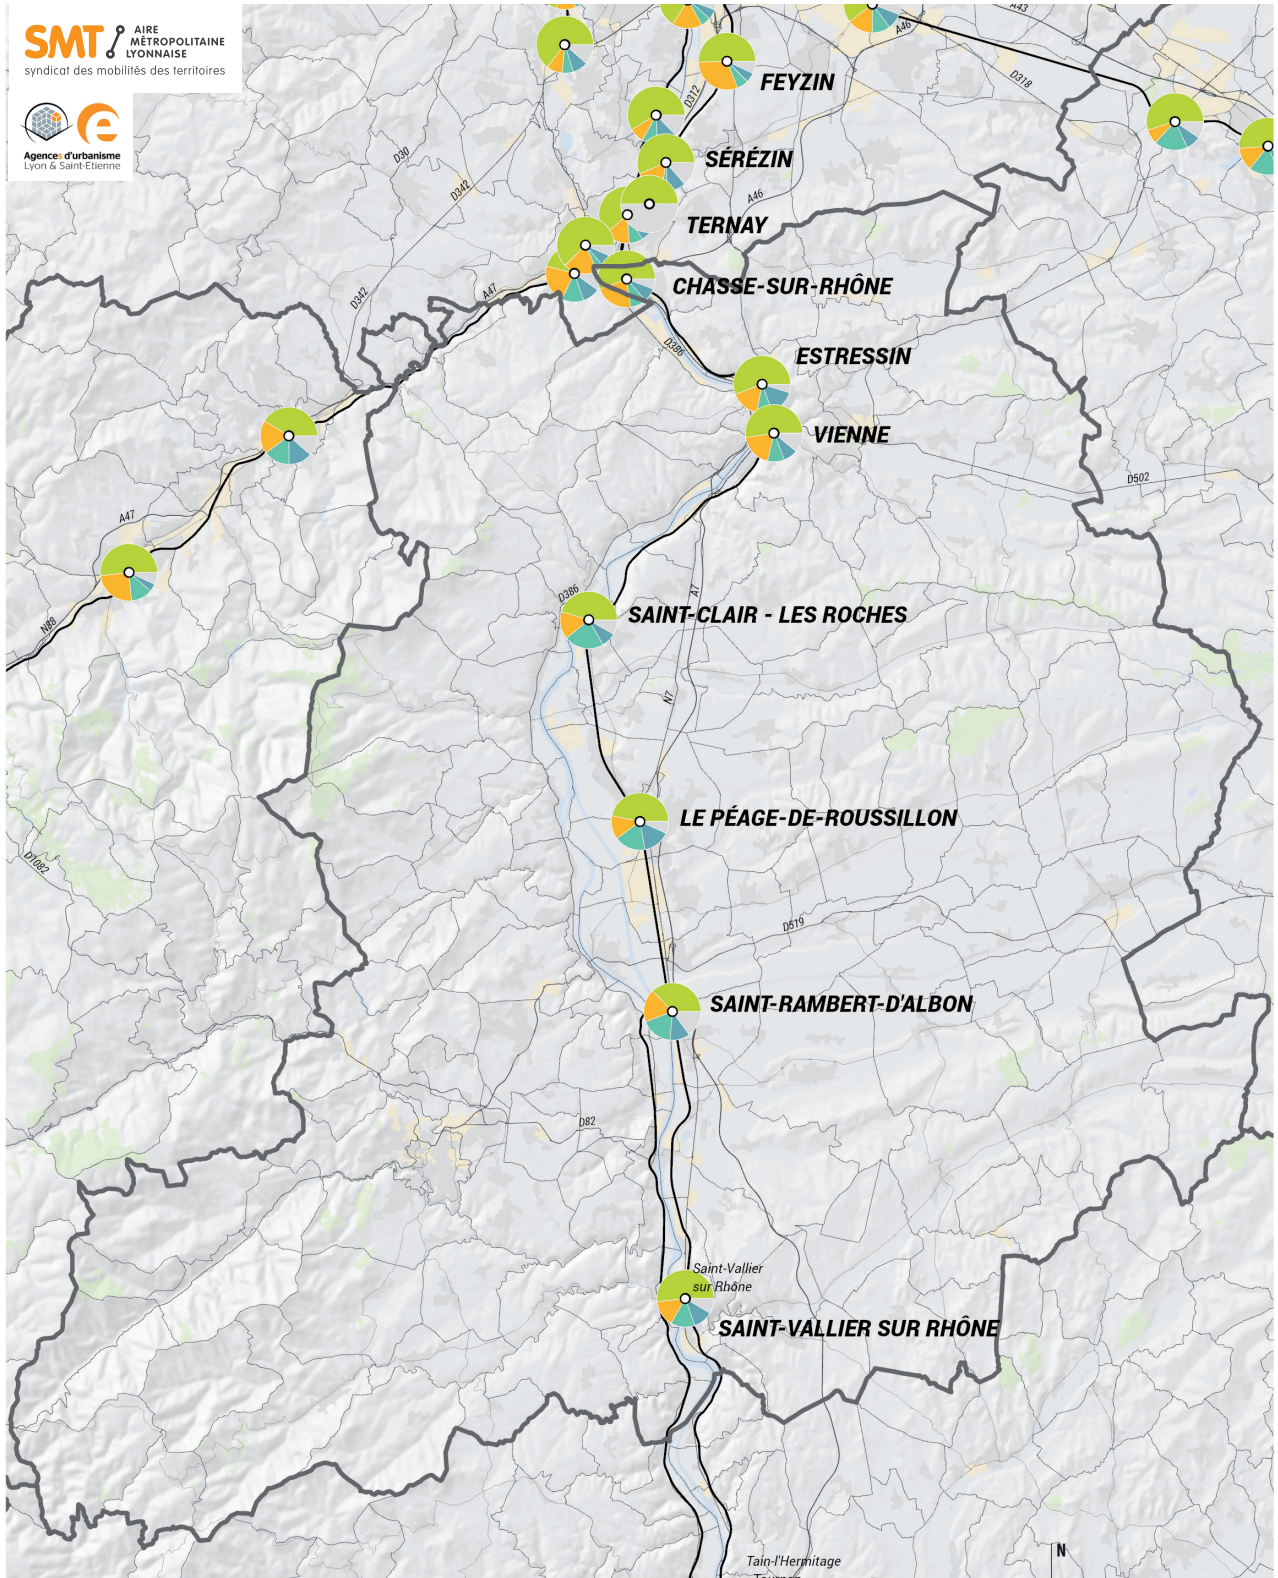 SMT
AIRE
MÉTROPOLITAINE
LYONNAISE
syndicat des mobilités des territoires
Agences d'urbanisme
Lyon & Saint-Etienne
A43
A46
D318
FEYZIN
D312
D30
SÉRÉZIN
D342
A46
TERNAY
A47
D342
CHASSE-SUR-RHÔNE
D386
ESTRESSIN
VIENNE
D502
A47
D386
A7
SAINT-CLAIR - LES ROCHES
N88
N7
LE PÉAGE-DE-ROUSSILLON
D1082
D519
SAINT-RAMBERT-D'ALBON
D82
Saint-Vallier
sur Rhône
SAINT-VALLIER SUR RHÔNE
N
Tain-l'Hermitage